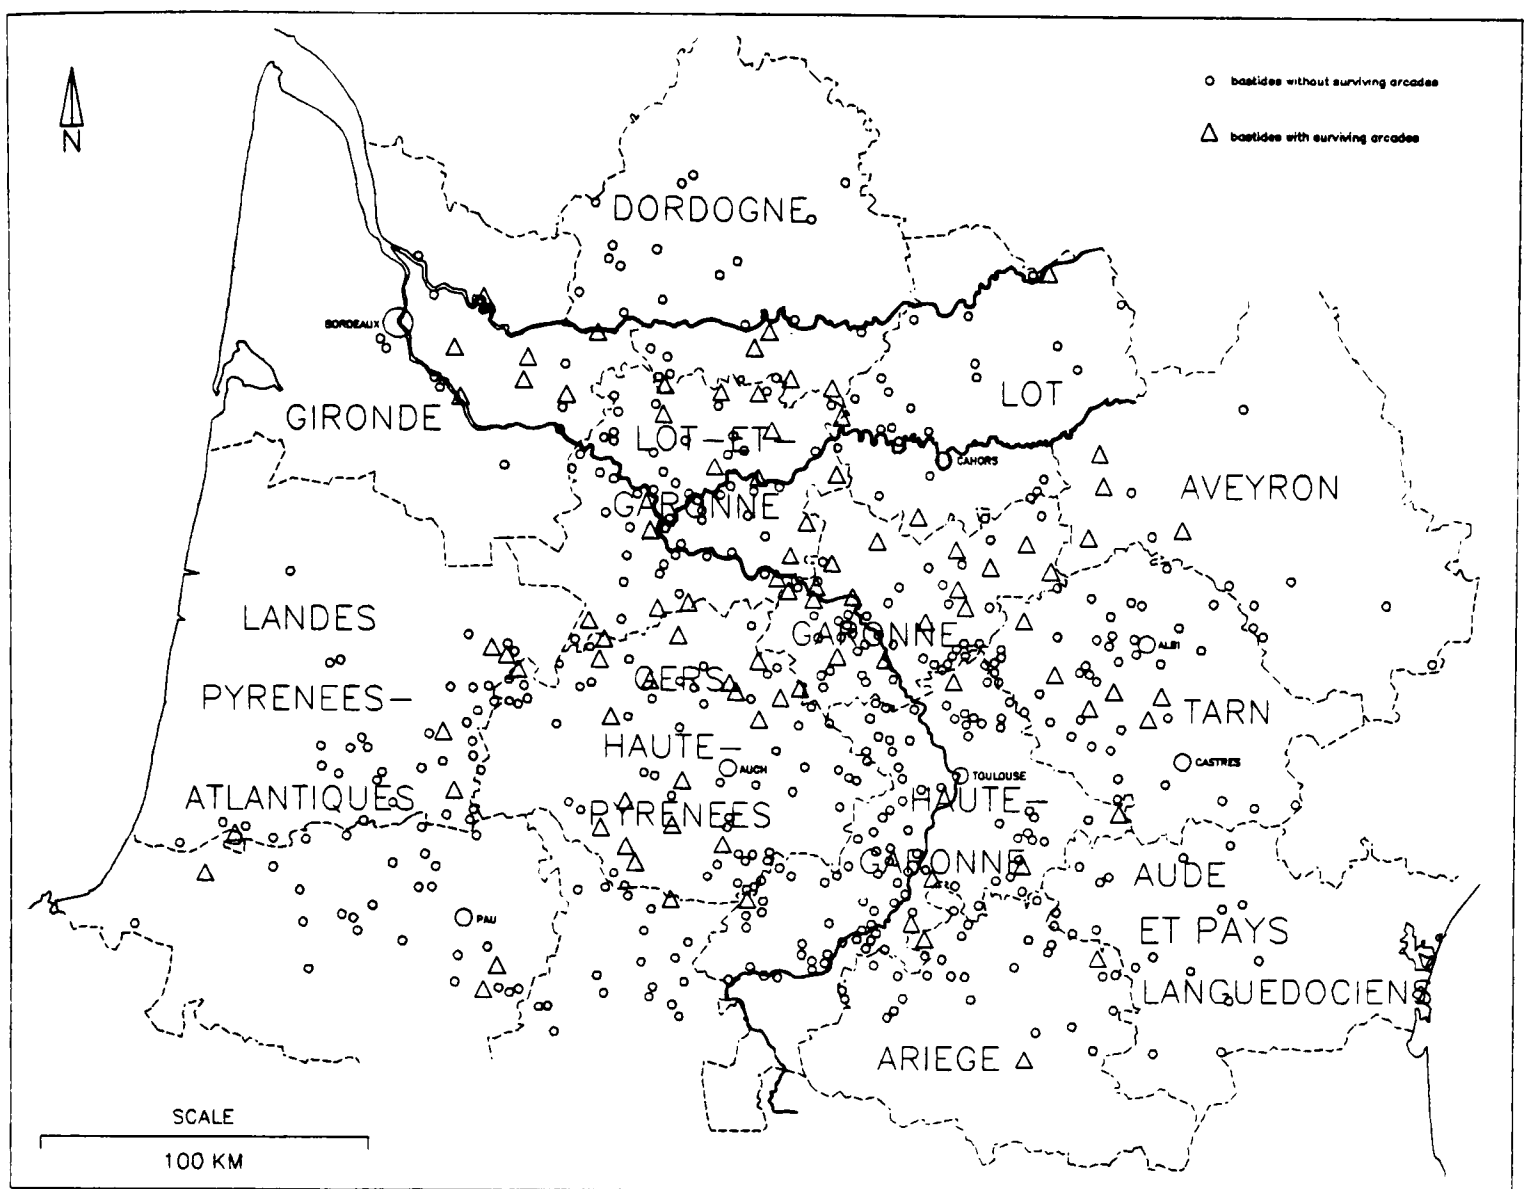 bastides without surviving arcades
N
bastides with surviving arcades
DORDOGNE
BORDEAUX
GIRONDE
LOT
LOT-ET-
CAHORS
AVEYRON
GARONNE
LANDES
GARONNE
ALBI
GERS
PYRENEES-
TARN
HAUTE-
AUCH
CASTRES
TOULOUSE
ATLANTIQUES
HAUTE-
PYRENEES
GARONNE
AUDE
PAU
ET PAYS
LANGUEDOCIENS
ARIEGE
SCALE
100 KM